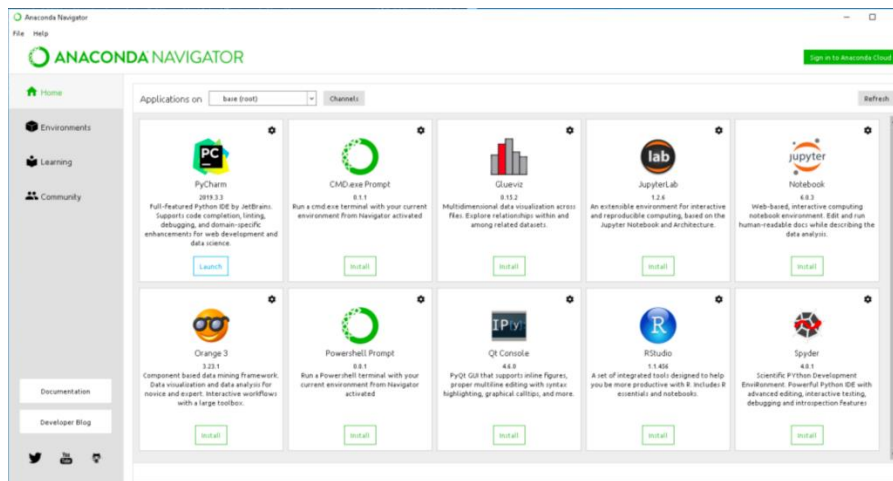 Anaconda Navigator
File Help
ANACONDA NAVIGATOR
Sign in to Anaconda Cloud
Home
Environments
Learning
Community
Documentation
Developer Blog
You
Tube
Applications on base (root) Channels Refresh
PC
PyCharm
2019.3.3
Full-featured Python IDE by JetBrains.
Supports code completion, linting,
debugging, and domain-specific
enhancements for web development and
data science.
Launch
CMD.exe Prompt
0.1.1
Run a cmd.exe terminal with your current
environment from Navigator activated
Install
Glueviz
0.15.2
Multidimensional data visualization across
files. Explore relationships within and
among related datasets.
Install
lab
JupyterLab
1.2.6
An extensible environment for interactive
and reproducible computing, based on the
Jupyter Notebook and Architecture.
Install
jupyter
Notebook
6.0.3
Web-based, interactive computing
notebook environment. Edit and run
human-readable docs while describing the
data analysis.
Install
Orange 3
3.23.1
Component based data mining framework.
Data visualization and data analysis for
novice and expert. Interactive workflows
with a large toolbox.
Install
Powershell Prompt
0.0.1
Run a Powershell terminal with your
current environment from Navigator
activated
Install
IP[y]:
Qt Console
4.6.0
PyQt GUI that supports inline figures,
proper multiline editing with syntax
highlighting, graphical calltips, and more.
Install
R
RStudio
1.1.456
A set of integrated tools designed to help
you be more productive with R. Includes R
essentials and notebooks.
Install
Spyder
4.0.1
Scientific PYthon Development
EnviRonment. Powerful Python IDE with
advanced editing, interactive testing,
debugging and introspection features
Install